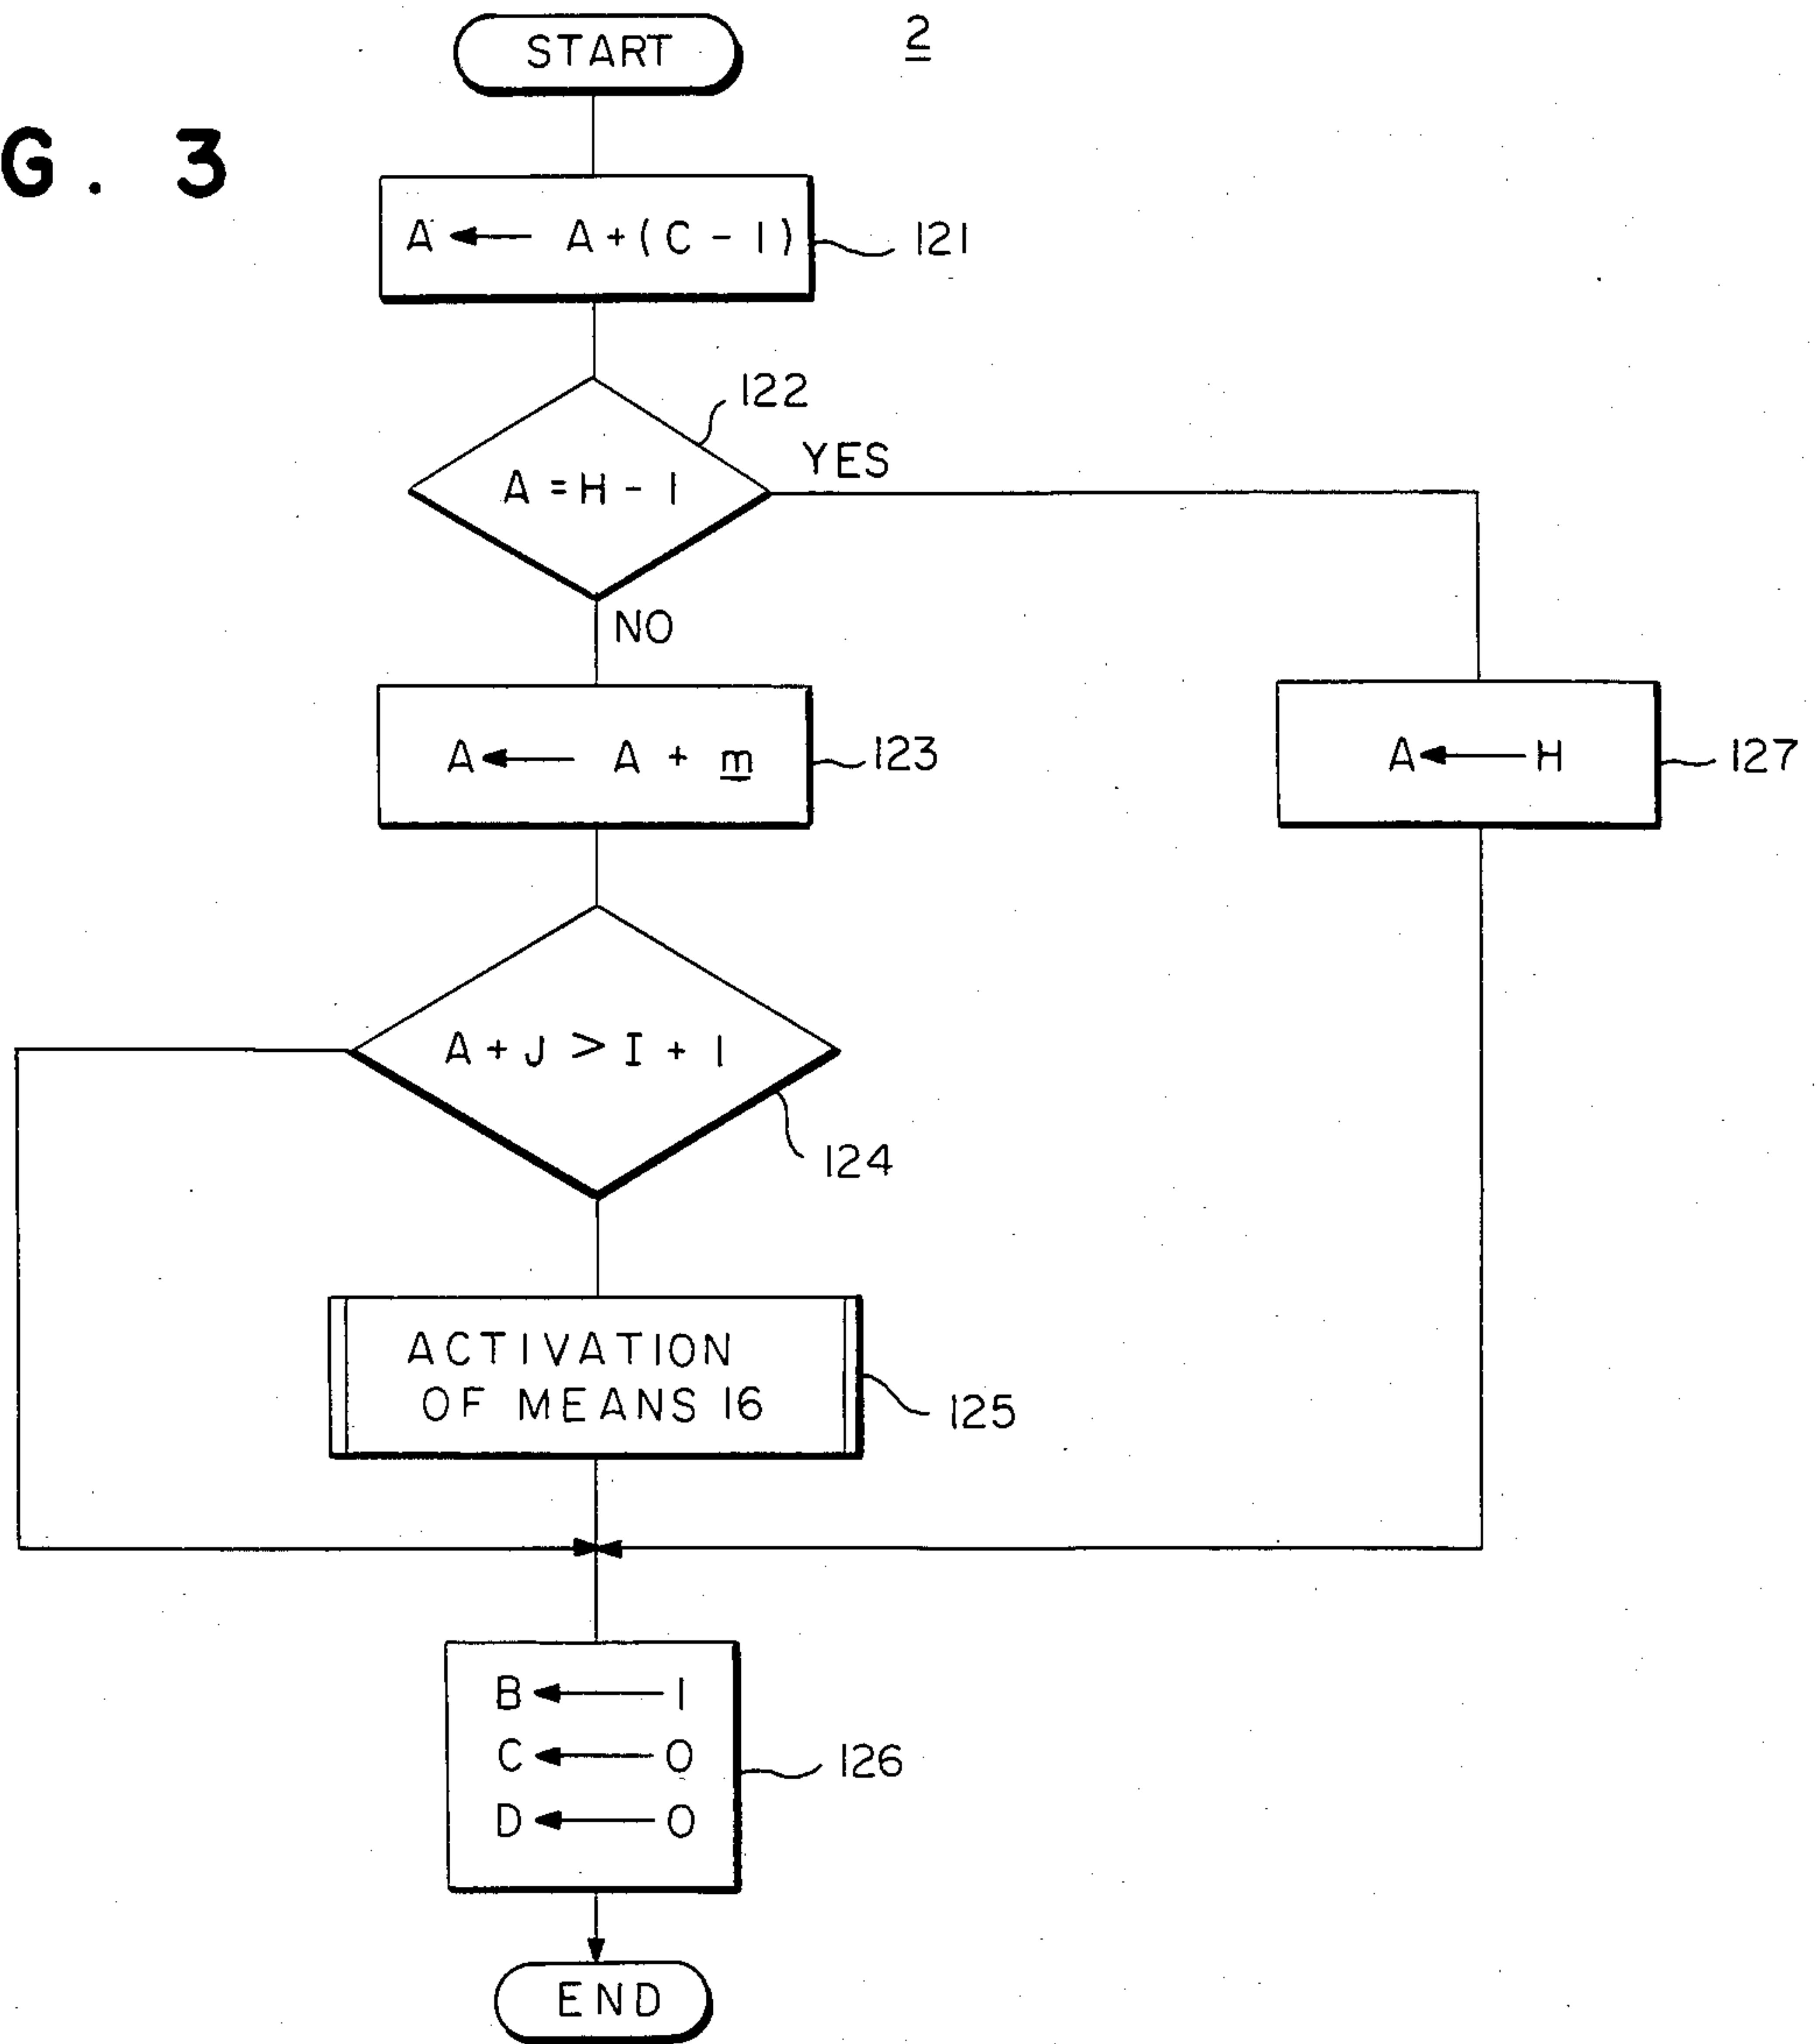 START
2
G. 3
A ← A+(C - 1)
121
122
YES
A = H - 1
NO
A ← A + m
123
A ← H
127
A + J > I + 1
124
ACTIVATION
OF MEANS 16
125
B ← 1
C ← 0
D ← 0
126
END